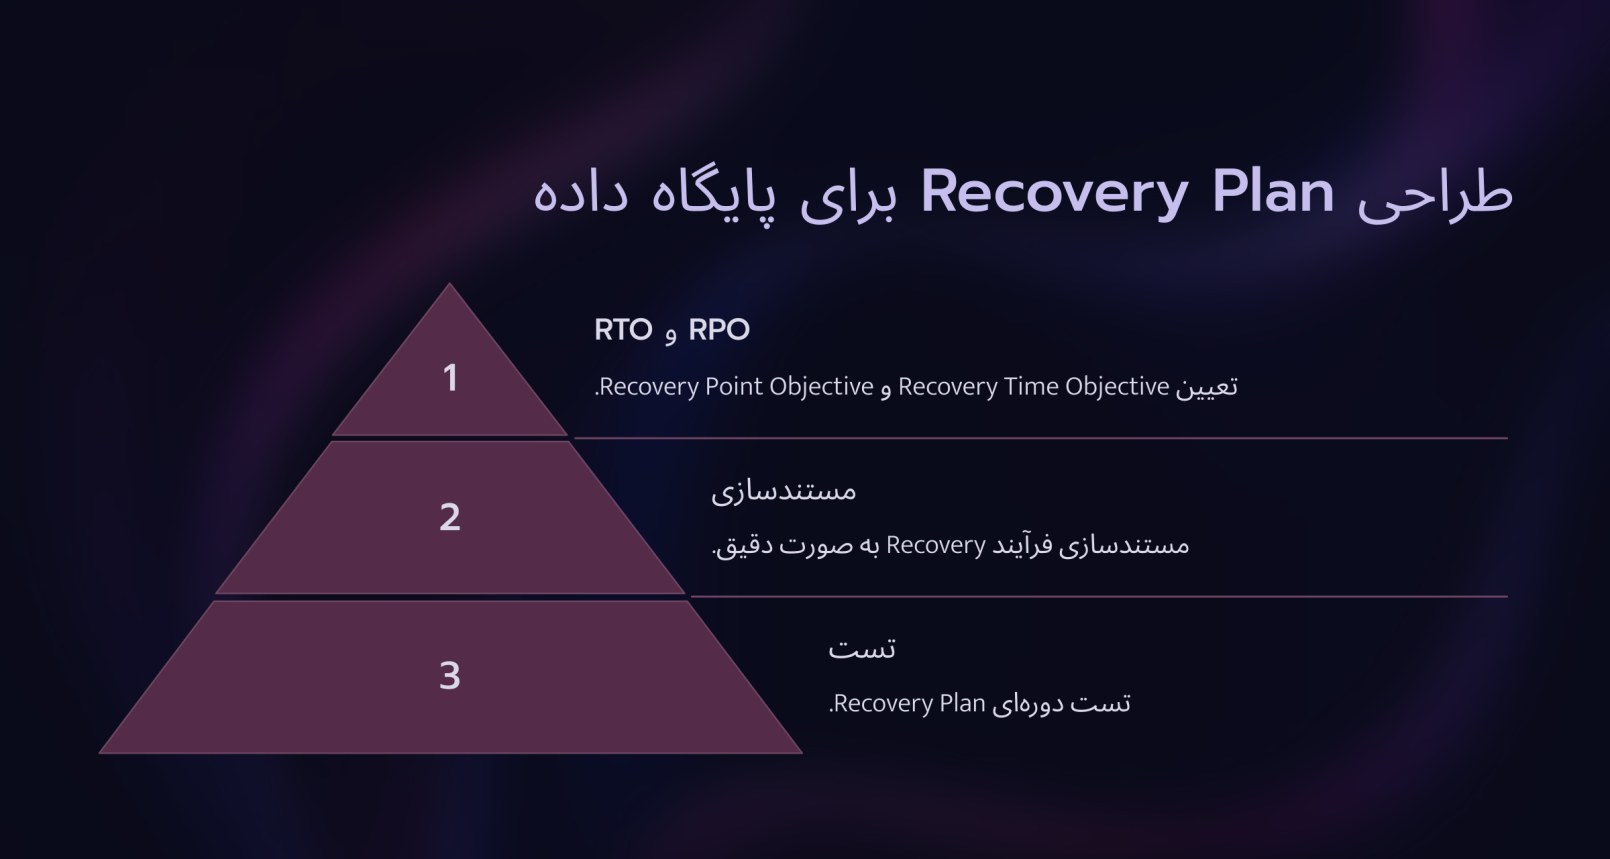 طراحی Recovery Plan برای پایگاه داده
1
RPO و RTO
تعیین Recovery Time Objective و Recovery Point Objective.
2
مستندسازی
مستندسازی فرآیند Recovery به صورت دقیق.
3
تست
تست دوره‌ای Recovery Plan.